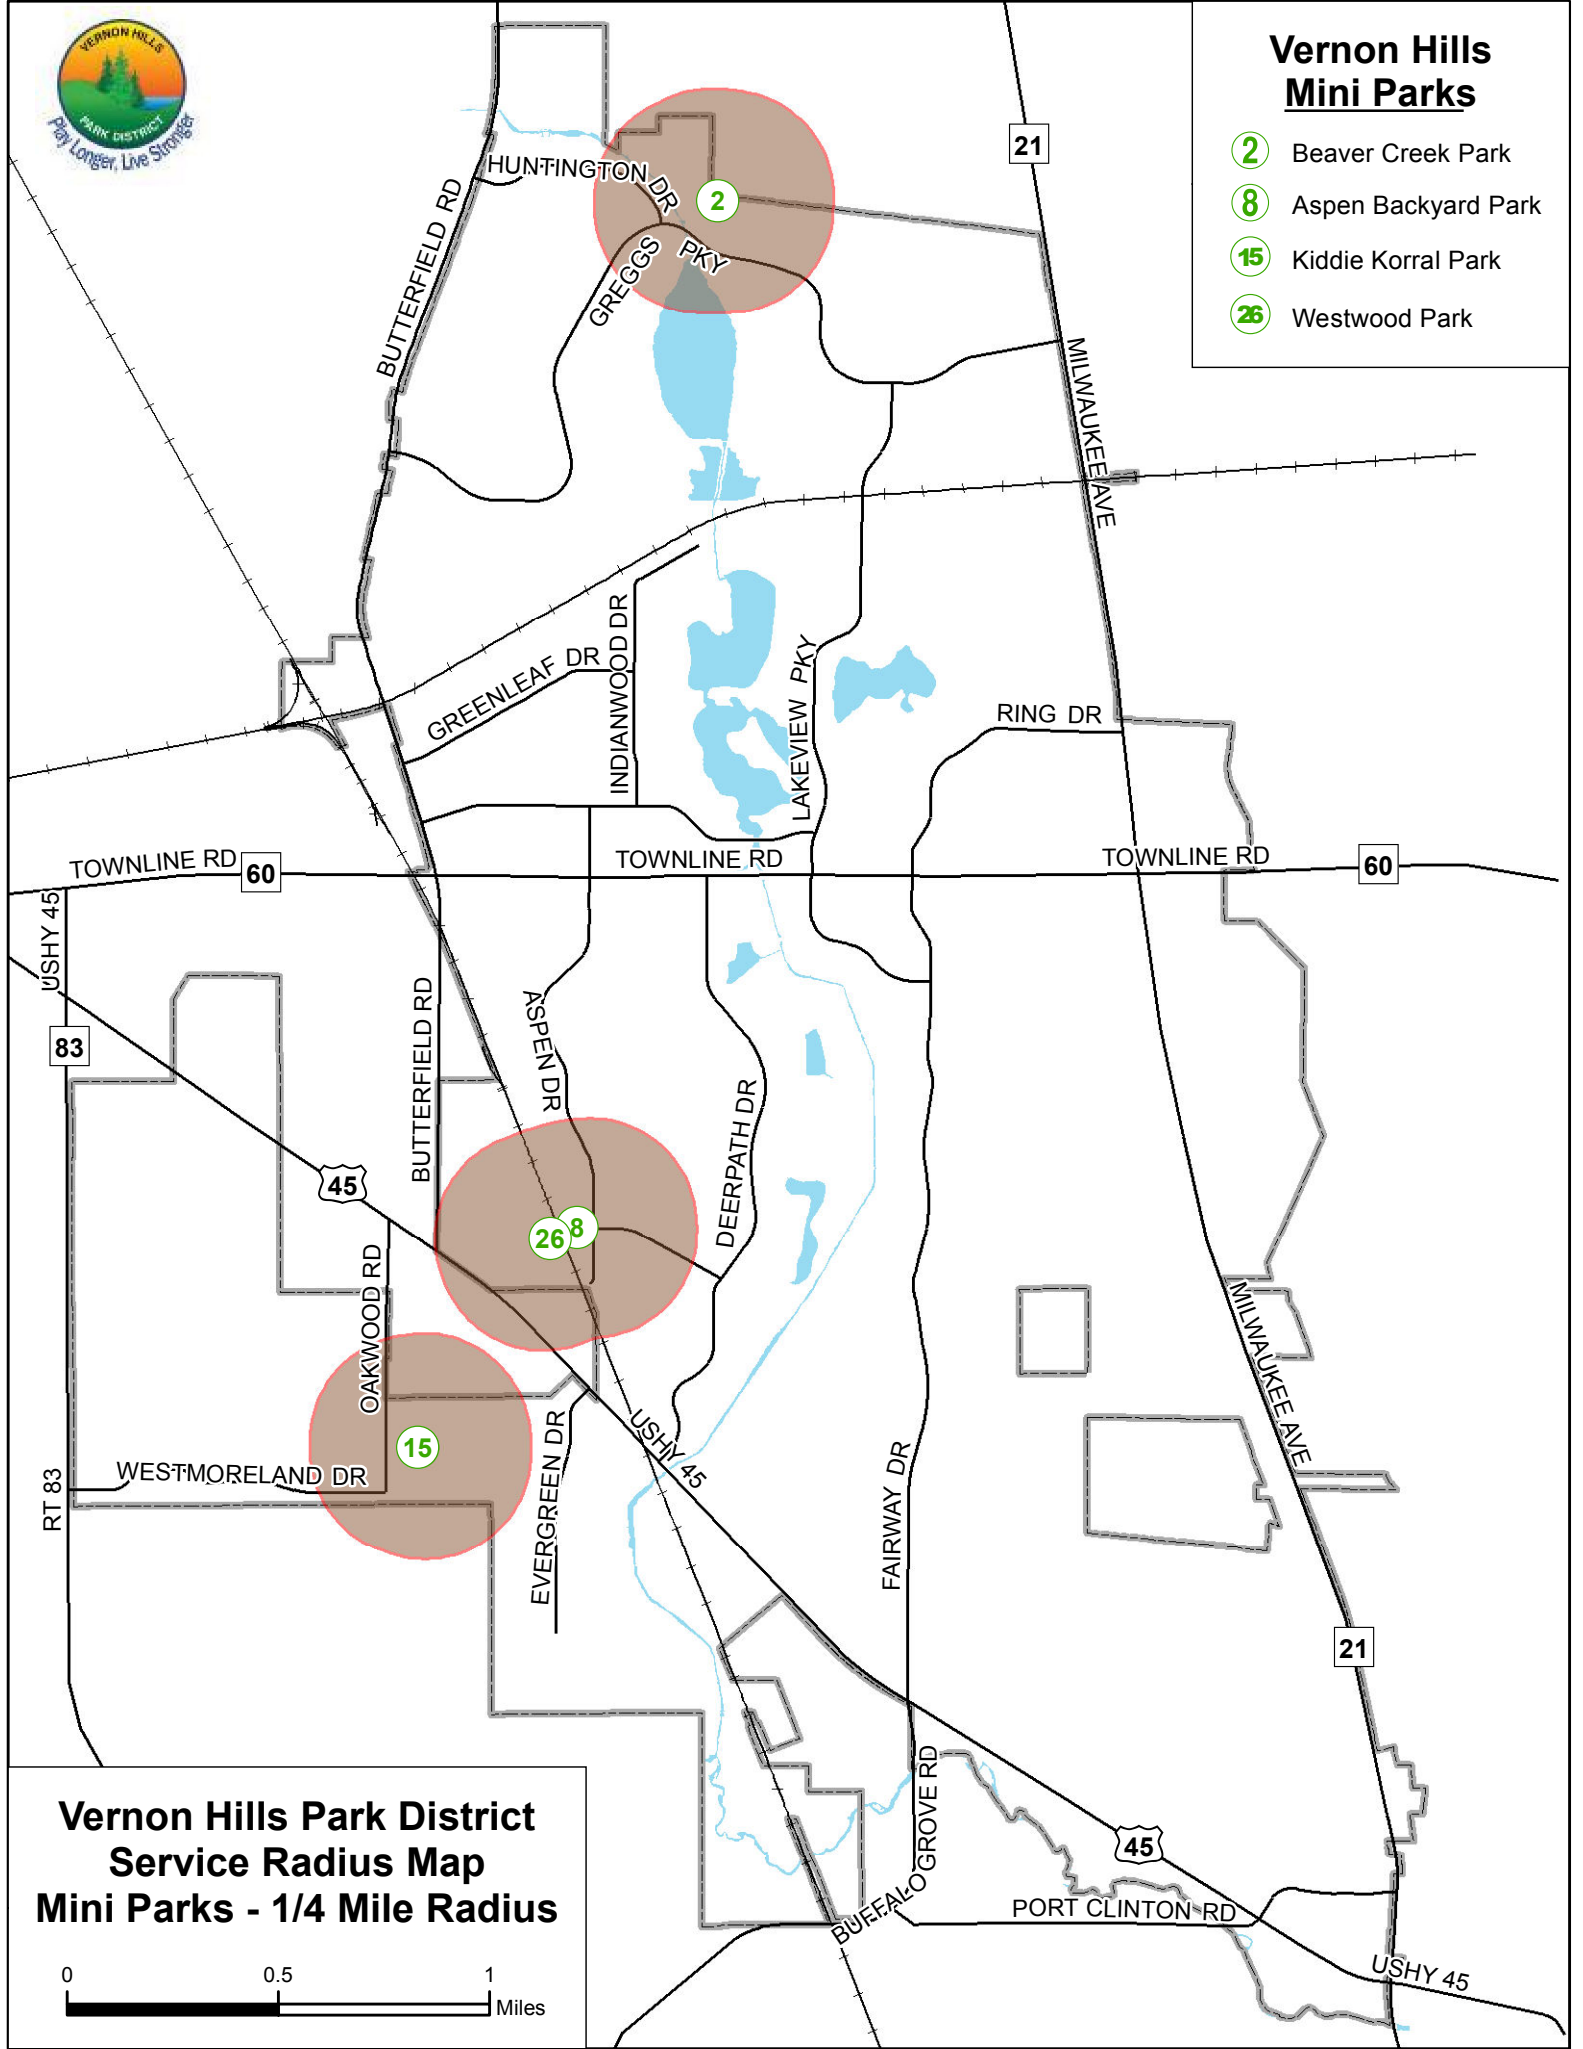 VERNON HILLS
PARK DISTRICT
Play Longer, Live Stronger
Vernon Hills
Mini Parks
2 Beaver Creek Park
8 Aspen Backyard Park
15 Kiddie Korral Park
26 Westwood Park
21
HUNTINGTON DR
2
BUTTERFIELD RD
GREGGS PKY
MILWAUKEE AVE
INDIANWOOD DR
GREENLEAF DR
LAKEVIEW PKY
RING DR
TOWNLINE RD
60
TOWNLINE RD
TOWNLINE RD
60
USHY 45
83
BUTTERFIELD RD
ASPEN DR
DEERPATH DR
45
26
8
OAKWOOD RD
MILWAUKEE AVE
15
WESTMORELAND DR
RT 83
EVERGREEN DR
USHY 45
FAIRWAY DR
21
BUFFALO GROVE RD
45
PORT CLINTON RD
USHY 45
Vernon Hills Park District
Service Radius Map
Mini Parks - 1/4 Mile Radius
0 0.5 1
Miles